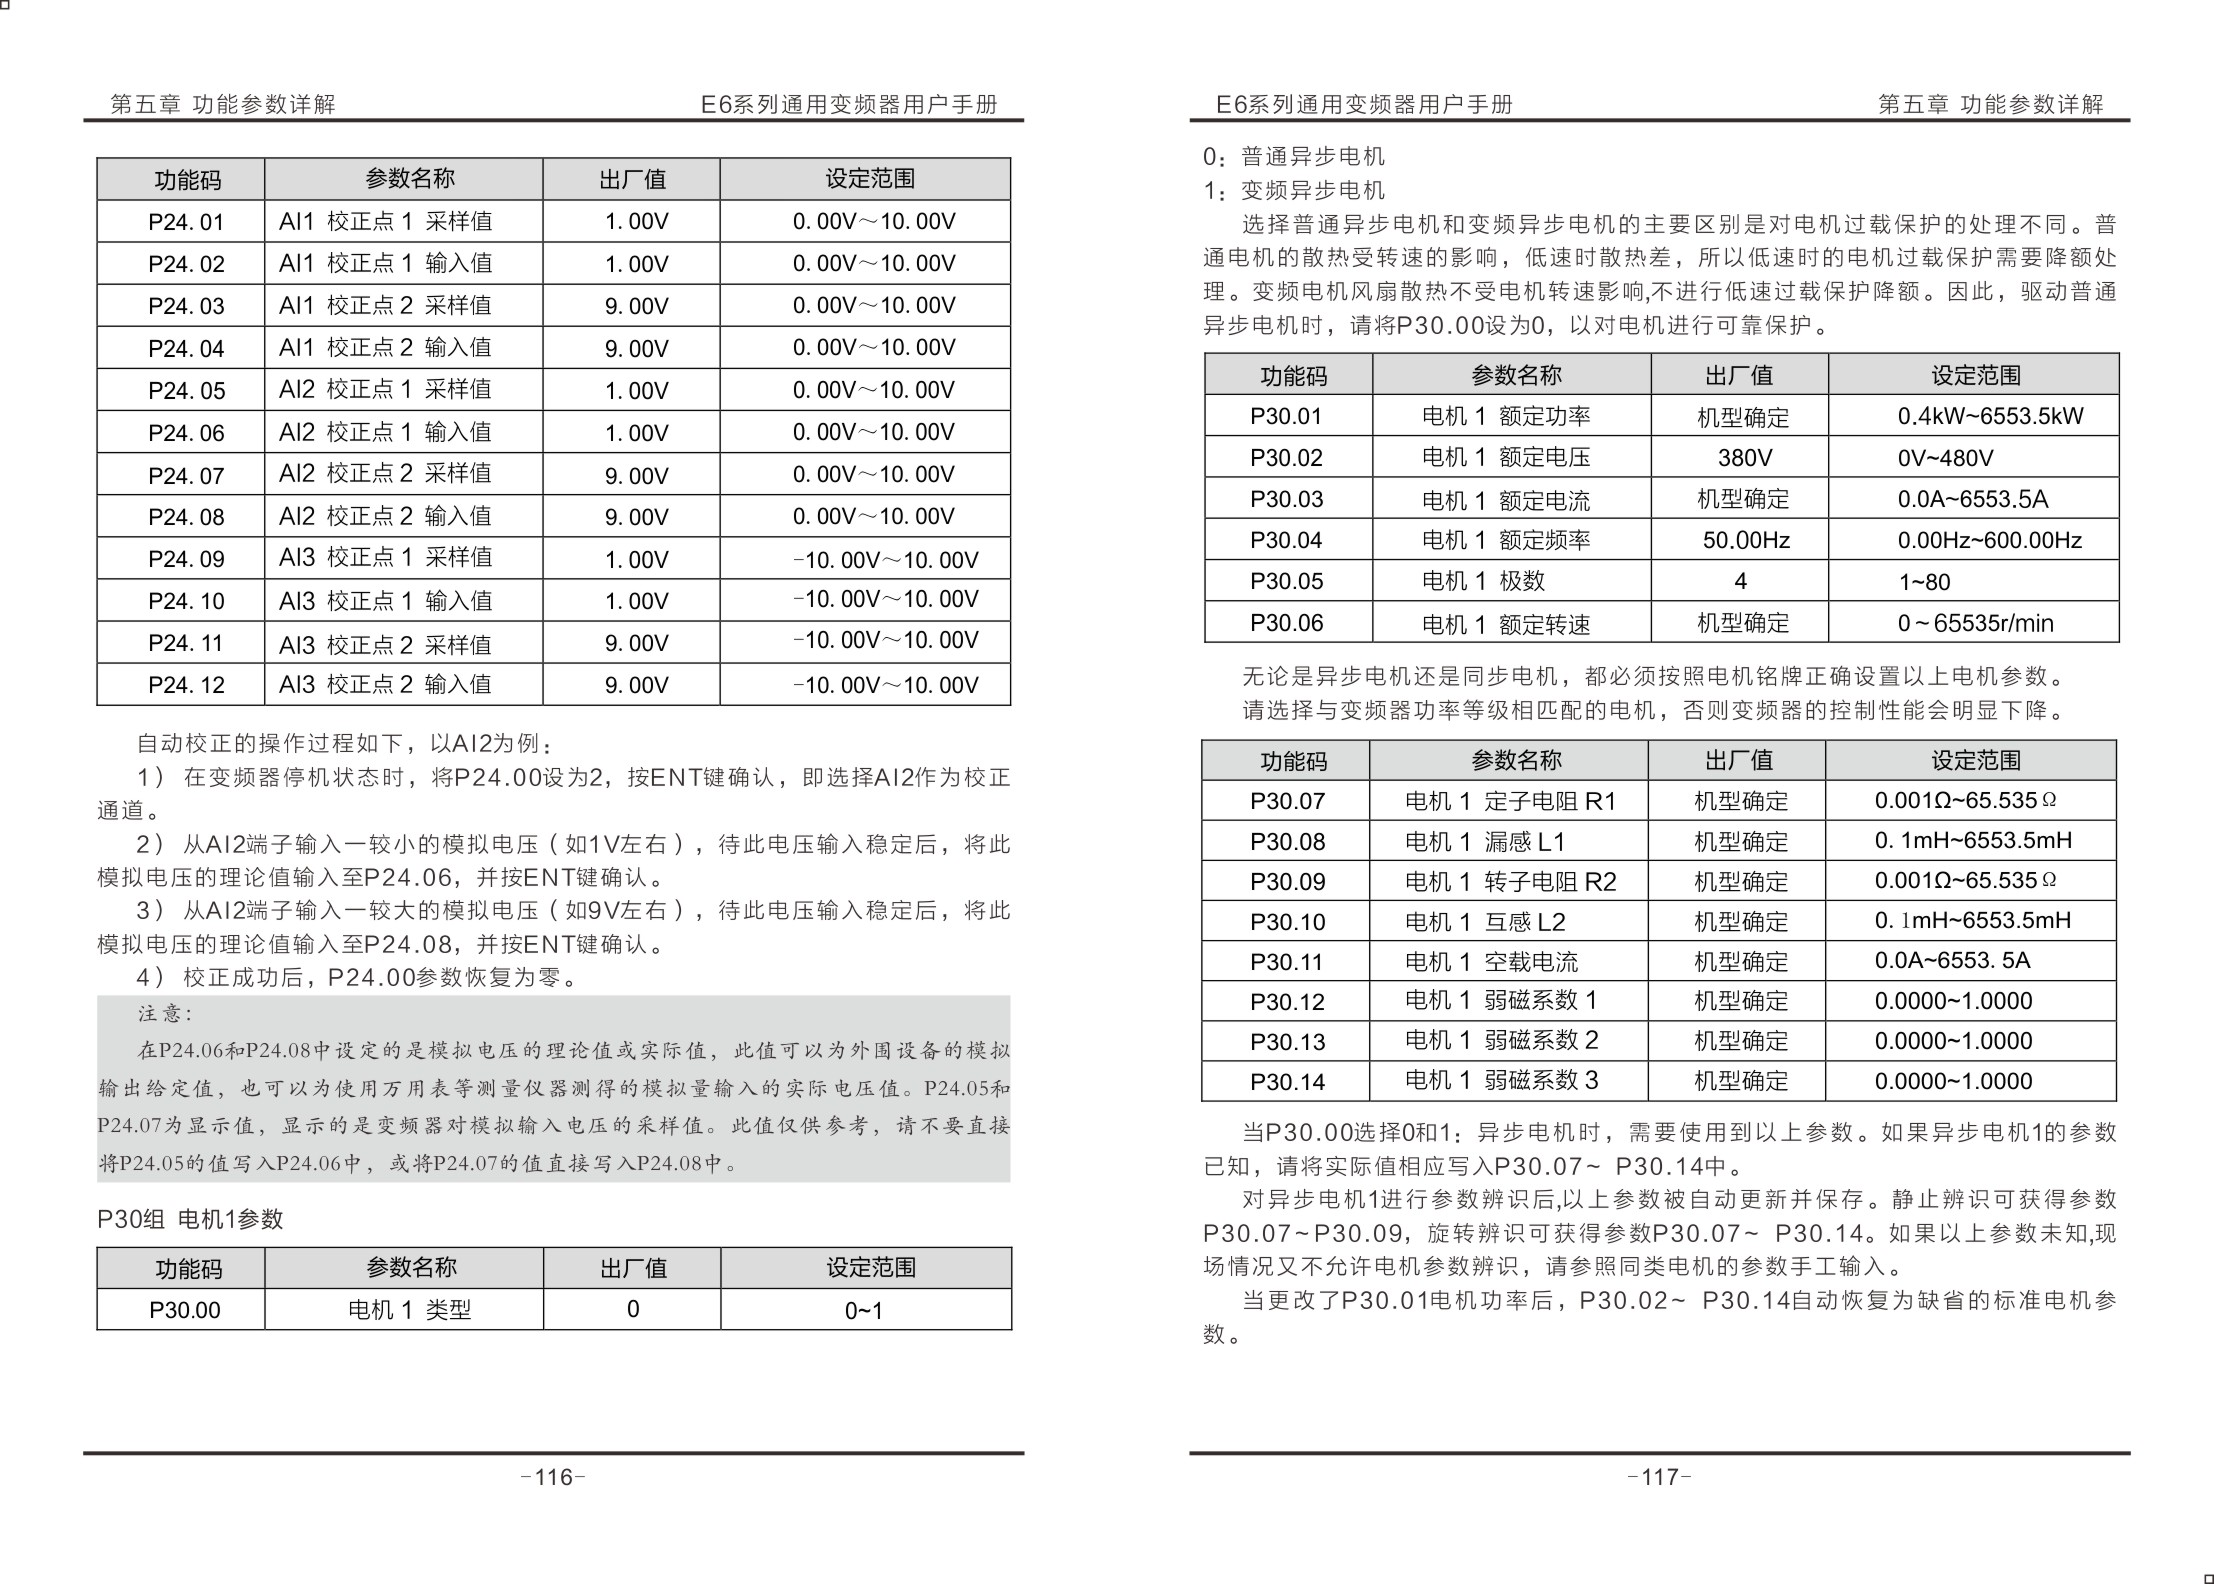 第五章 功能参数详解 E6系列通用变频器用户手册
功能码 参数名称 出厂值 设定范围
P24.01 AI1 校正点 1 采样值 1.00V 0.00V～10.00V
P24.02 AI1 校正点 1 输入值 1.00V 0.00V～10.00V
P24.03 AI1 校正点 2 采样值 9.00V 0.00V～10.00V
P24.04 AI1 校正点 2 输入值 9.00V 0.00V～10.00V
P24.05 AI2 校正点 1 采样值 1.00V 0.00V～10.00V
P24.06 AI2 校正点 1 输入值 1.00V 0.00V～10.00V
P24.07 AI2 校正点 2 采样值 9.00V 0.00V～10.00V
P24.08 AI2 校正点 2 输入值 9.00V 0.00V～10.00V
P24.09 AI3 校正点 1 采样值 1.00V -10.00V～10.00V
P24.10 AI3 校正点 1 输入值 1.00V -10.00V～10.00V
P24.11 AI3 校正点 2 采样值 9.00V -10.00V～10.00V
P24.12 AI3 校正点 2 输入值 9.00V -10.00V～10.00V
自动校正的操作过程如下，以AI2为例：
1） 在变频器停机状态时，将P24.00设为2，按ENT键确认，即选择AI2作为校正
通道。
2） 从AI2端子输入一较小的模拟电压（如1V左右），待此电压输入稳定后，将此
模拟电压的理论值输入至P24.06，并按ENT键确认。
3） 从AI2端子输入一较大的模拟电压（如9V左右），待此电压输入稳定后，将此
模拟电压的理论值输入至P24.08，并按ENT键确认。
4） 校正成功后，P24.00参数恢复为零。
注意：
在P24.06和P24.08中设定的是模拟电压的理论值或实际值，此值可以为外围设备的模拟
输出给定值，也可以为使用万用表等测量仪器测得的模拟量输入的实际电压值。P24.05和
P24.07为显示值，显示的是变频器对模拟输入电压的采样值。此值仅供参考，请不要直接
将P24.05的值写入P24.06中，或将P24.07的值直接写入P24.08中。
P30组 电机1参数
功能码 参数名称 出厂值 设定范围
P30.00 电机 1 类型 0 0~1
-116-
E6系列通用变频器用户手册 第五章 功能参数详解
0：普通异步电机
1：变频异步电机
选择普通异步电机和变频异步电机的主要区别是对电机过载保护的处理不同。普
通电机的散热受转速的影响，低速时散热差，所以低速时的电机过载保护需要降额处
理。变频电机风扇散热不受电机转速影响,不进行低速过载保护降额。因此，驱动普通
异步电机时，请将P30.00设为0，以对电机进行可靠保护。
功能码 参数名称 出厂值 设定范围
P30.01 电机 1 额定功率 机型确定 0.4kW~6553.5kW
P30.02 电机 1 额定电压 380V 0V~480V
P30.03 电机 1 额定电流 机型确定 0.0A~6553.5A
P30.04 电机 1 额定频率 50.00Hz 0.00Hz~600.00Hz
P30.05 电机 1 极数 4 1~80
P30.06 电机 1 额定转速 机型确定 0~65535r/min
无论是异步电机还是同步电机，都必须按照电机铭牌正确设置以上电机参数。
请选择与变频器功率等级相匹配的电机，否则变频器的控制性能会明显下降。
功能码 参数名称 出厂值 设定范围
P30.07 电机 1 定子电阻 R1 机型确定 0.001Ω~65.535Ω
P30.08 电机 1 漏感 L1 机型确定 0.1mH~6553.5mH
P30.09 电机 1 转子电阻 R2 机型确定 0.001Ω~65.535Ω
P30.10 电机 1 互感 L2 机型确定 0.1mH~6553.5mH
P30.11 电机 1 空载电流 机型确定 0.0A~6553.5A
P30.12 电机 1 弱磁系数 1 机型确定 0.0000~1.0000
P30.13 电机 1 弱磁系数 2 机型确定 0.0000~1.0000
P30.14 电机 1 弱磁系数 3 机型确定 0.0000~1.0000
当P30.00选择0和1：异步电机时，需要使用到以上参数。如果异步电机1的参数
已知，请将实际值相应写入P30.07~ P30.14中。
对异步电机1进行参数辨识后,以上参数被自动更新并保存。静止辨识可获得参数
P30.07~P30.09，旋转辨识可获得参数P30.07~ P30.14。如果以上参数未知,现
场情况又不允许电机参数辨识，请参照同类电机的参数手工输入。
当更改了P30.01电机功率后，P30.02~ P30.14自动恢复为缺省的标准电机参
数。
-117-